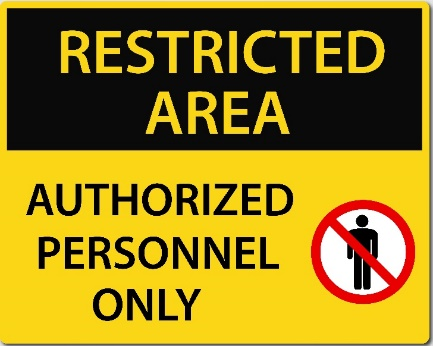 RESTRICTED
AREA
AUTHORIZED
PERSONNEL
ONLY